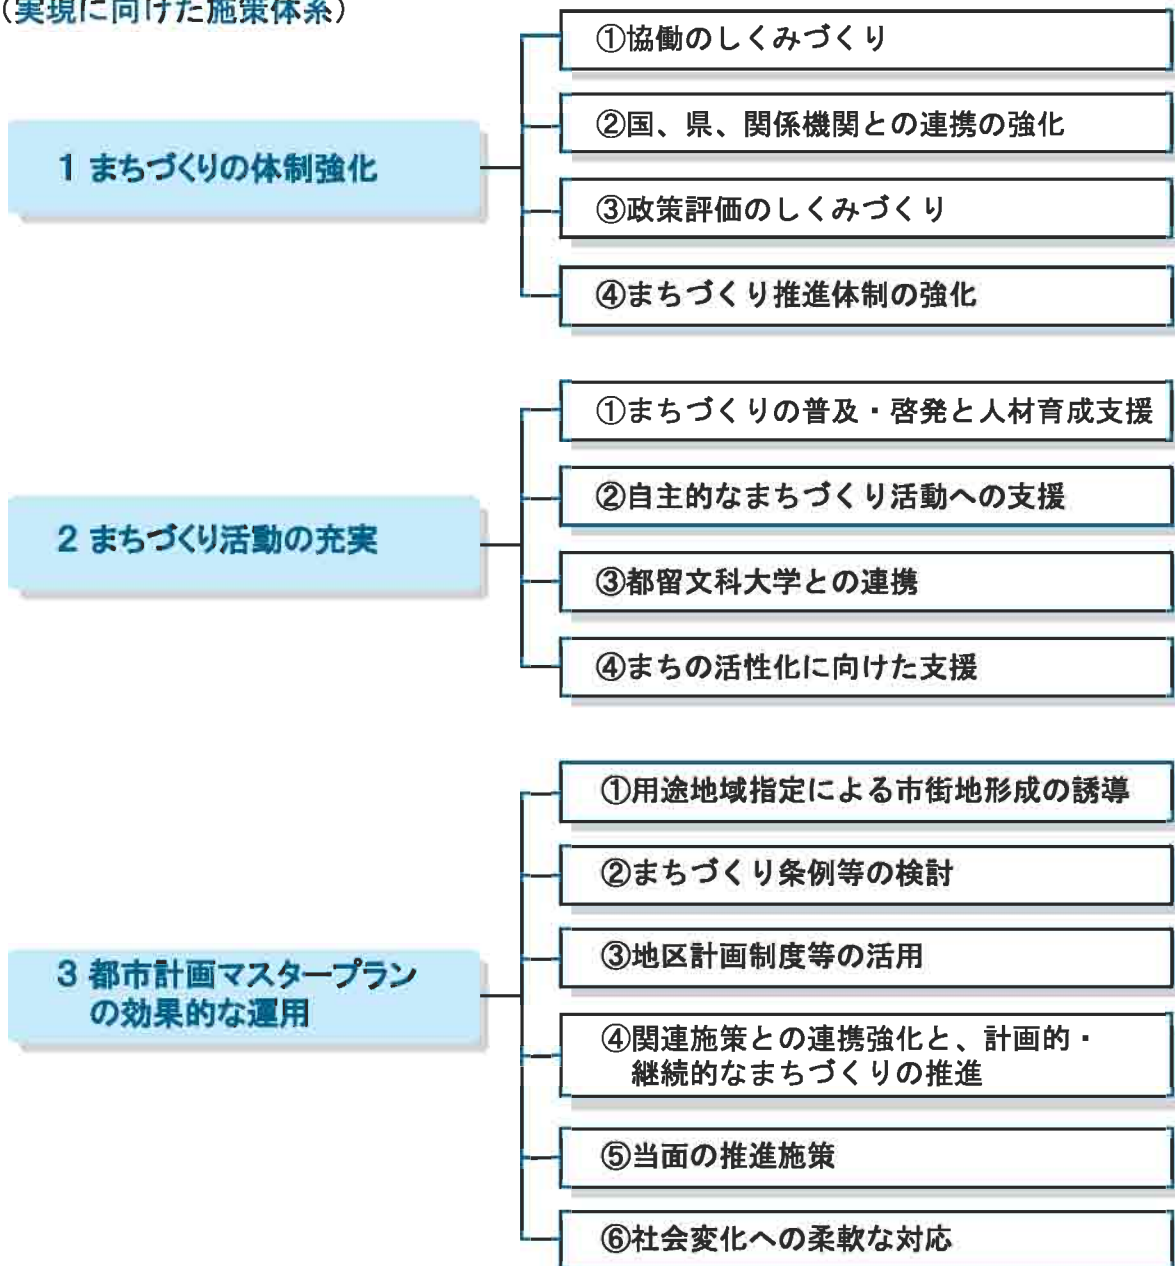 （実現に向けた施策体系）
1 まちづくりの体制強化
①協働のしくみづくり
②国、県、関係機関との連携の強化
③政策評価のしくみづくり
④まちづくり推進体制の強化
2 まちづくり活動の充実
①まちづくりの普及・啓発と人材育成支援
②自主的なまちづくり活動への支援
③都留文科大学との連携
④まちの活性化に向けた支援
3 都市計画マスタープラン
の効果的な運用
①用途地域指定による市街地形成の誘導
②まちづくり条例等の検討
③地区計画制度等の活用
④関連施策との連携強化と、計画的・
継続的なまちづくりの推進
⑤当面の推進施策
⑥社会変化への柔軟な対応